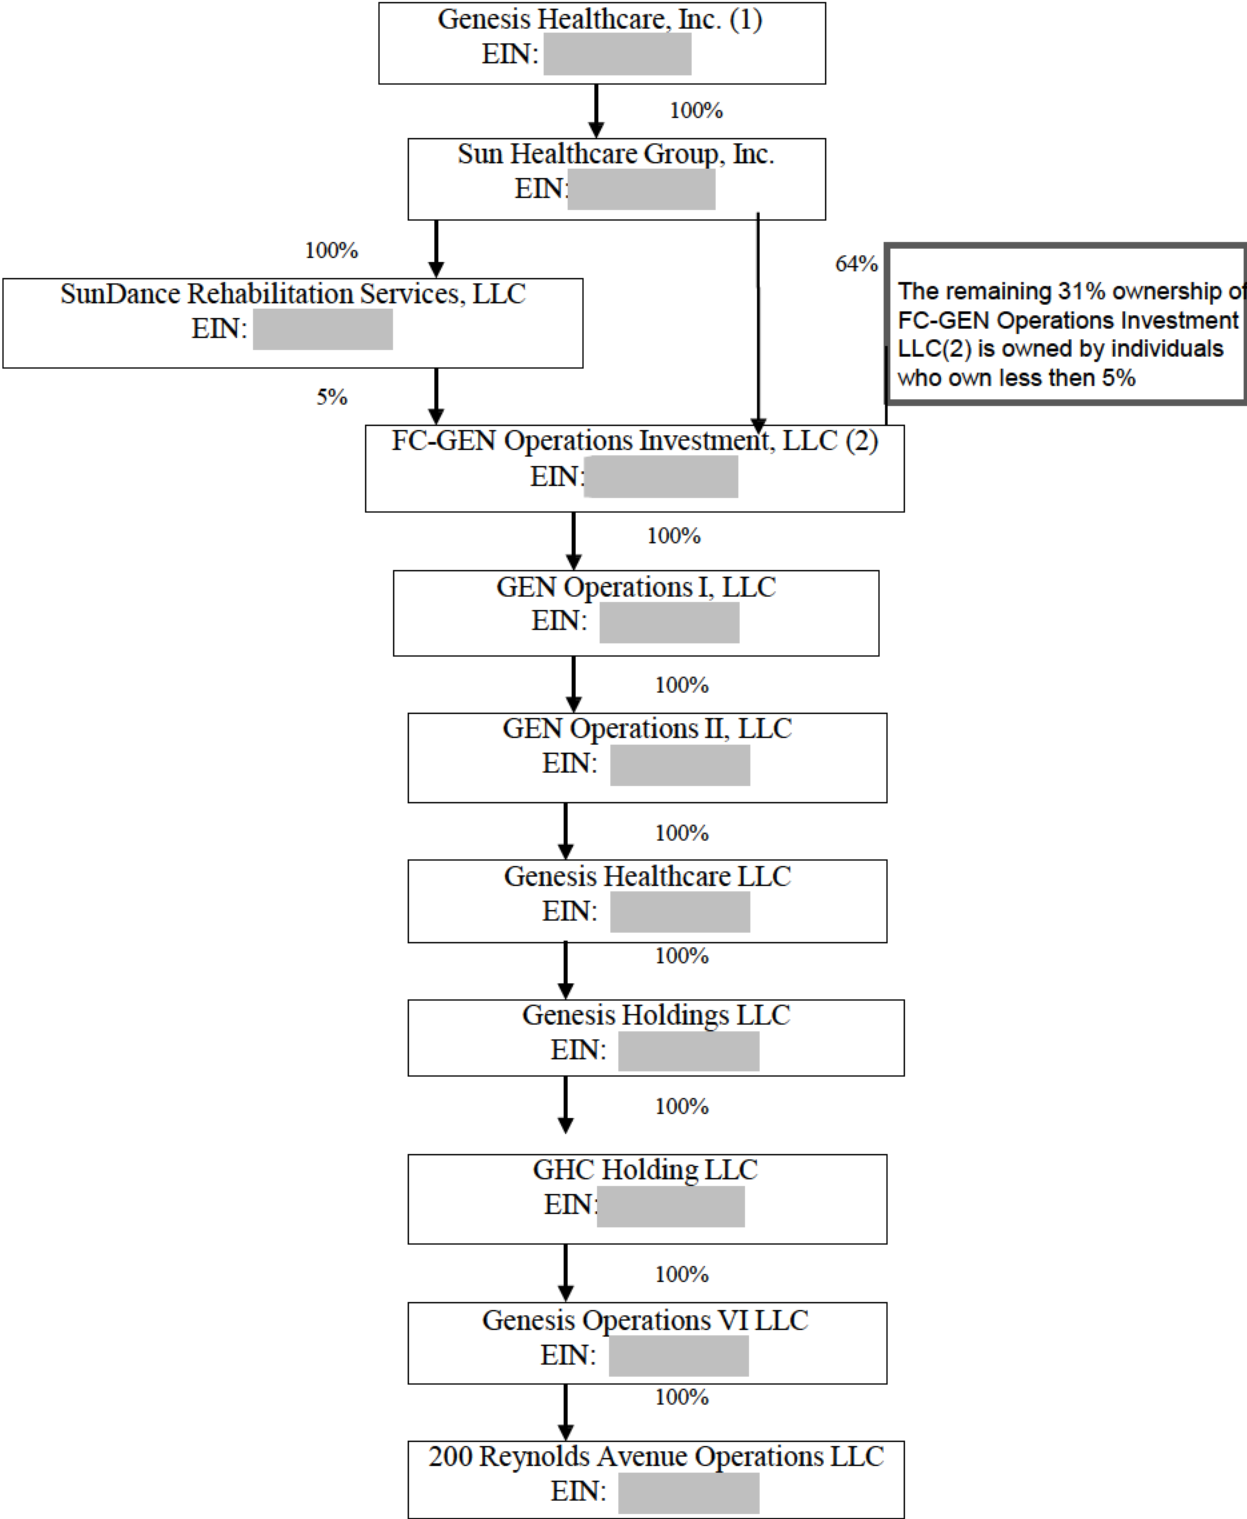 Genesis Healthcare, Inc. (1)
EIN:
100%
Sun Healthcare Group, Inc.
EIN:
100%
64%
The remaining 31% ownership of
FC-GEN Operations Investment
LLC(2) is owned by individuals
who own less then 5%
SunDance Rehabilitation Services, LLC
EIN:
5%
FC-GEN Operations Investment, LLC (2)
EIN:
100%
GEN Operations I, LLC
EIN:
100%
GEN Operations II, LLC
EIN:
100%
Genesis Healthcare LLC
EIN:
100%
Genesis Holdings LLC
EIN:
100%
GHC Holding LLC
EIN:
100%
Genesis Operations VI LLC
EIN:
100%
200 Reynolds Avenue Operations LLC
EIN: